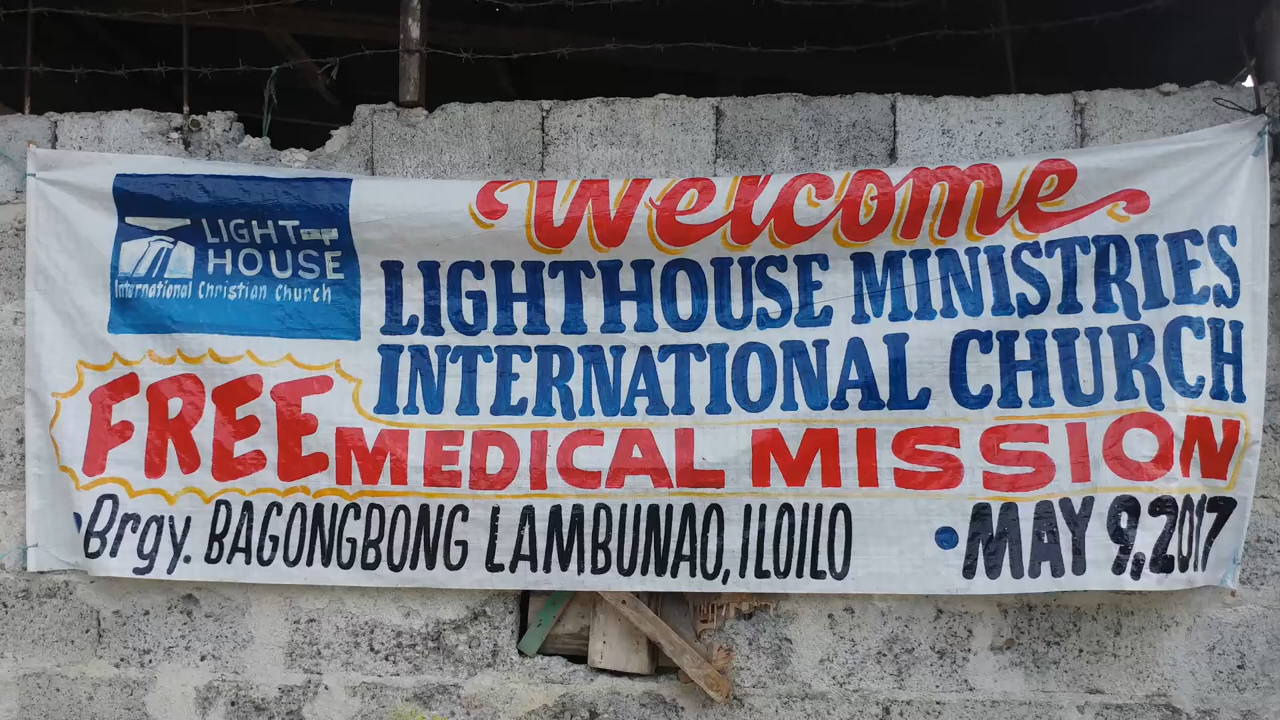 LIGHT
HOUSE
International Christian Church
Welcome
LIGHTHOUSE MINISTRIES
INTERNATIONAL CHURCH
FREE MEDICAL MISSION
Brgy. BAGONGBONG LAMBUNAO, ILOILO • MAY 9, 2017